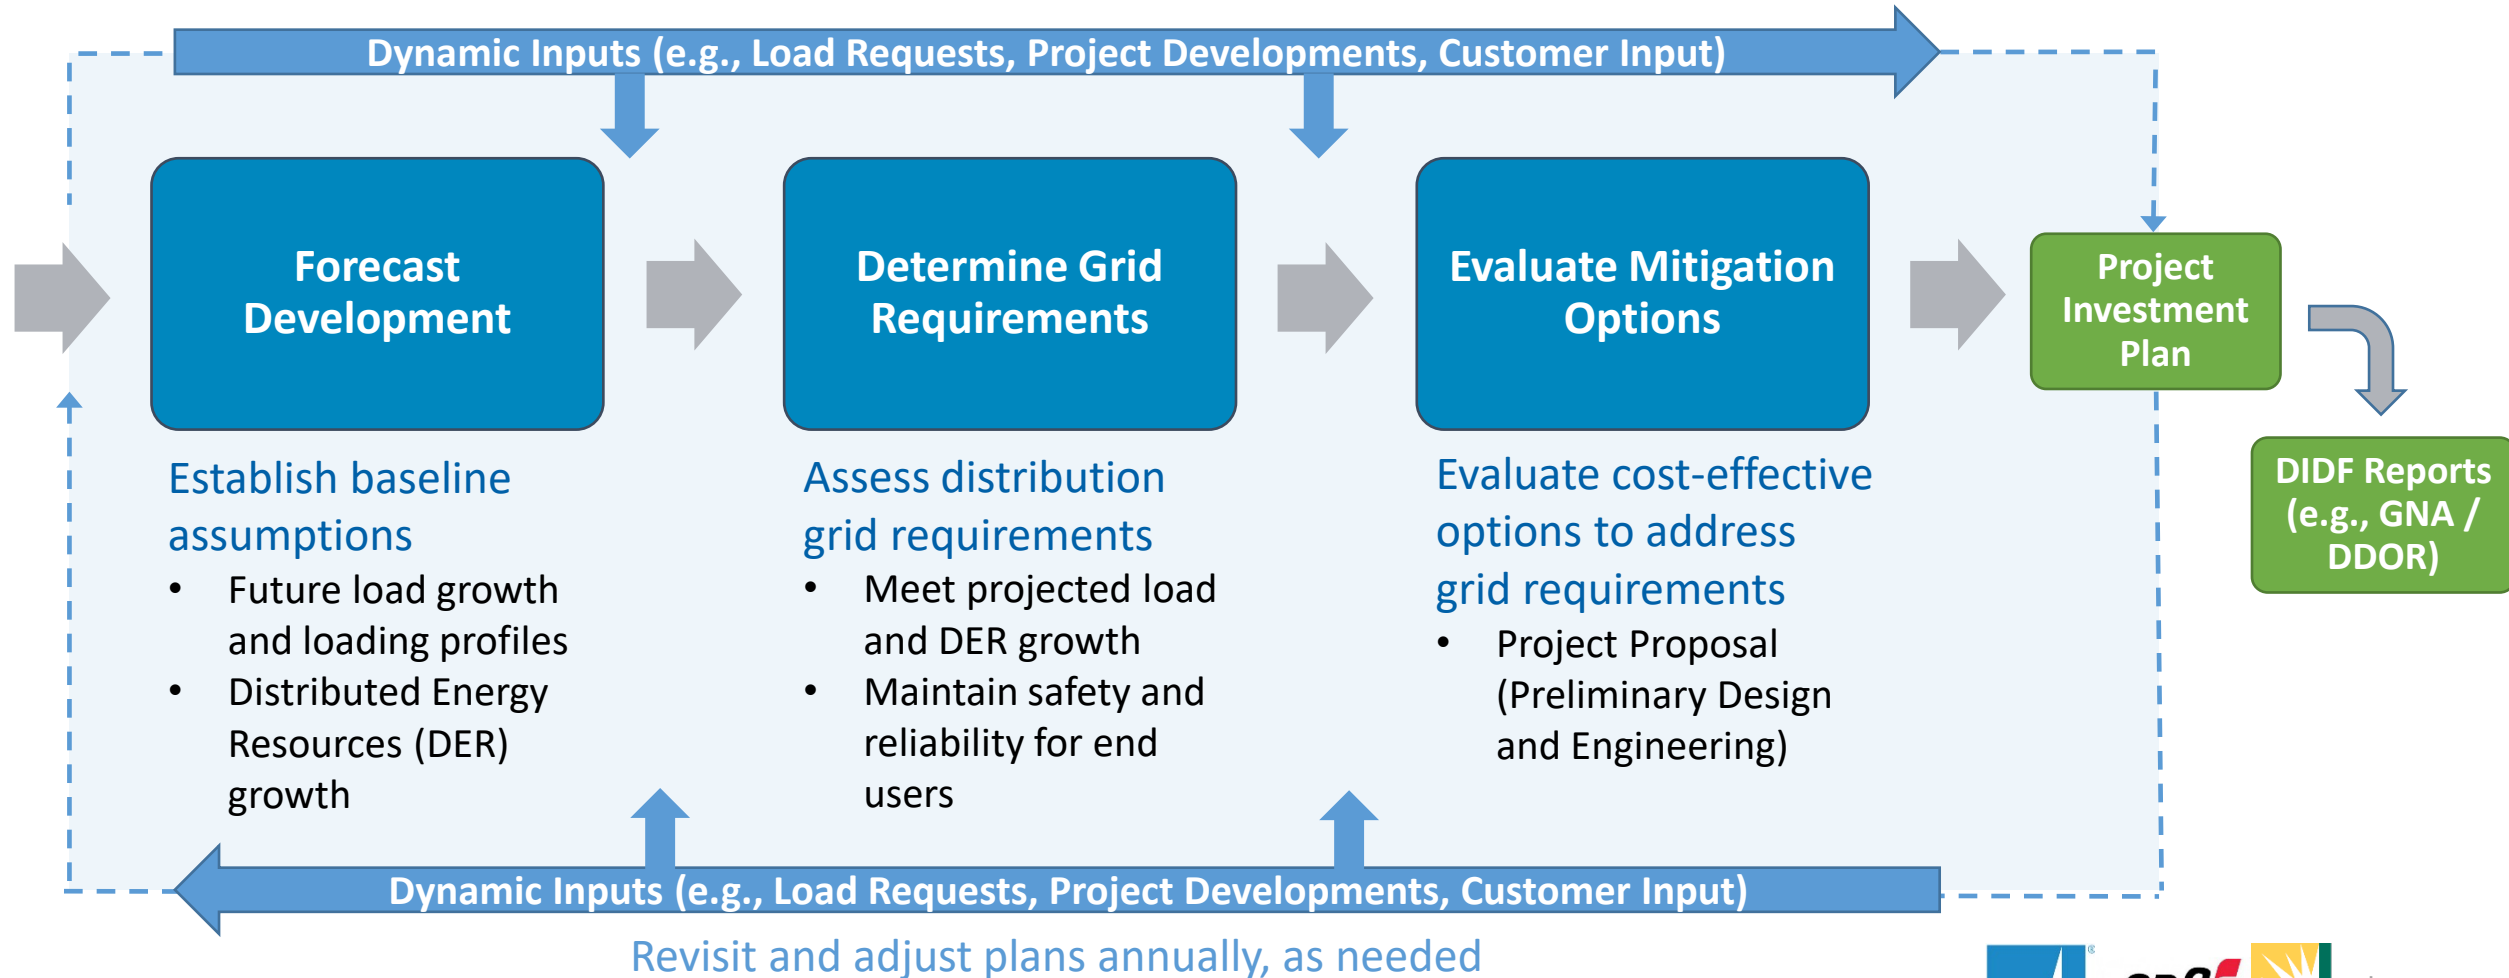 Dynamic Inputs (e.g., Load Requests, Project Developments, Customer Input)
Forecast
Development
Determine Grid
Requirements
Evaluate Mitigation
Options
Project
Investment
Plan
DIDF Reports
(e.g., GNA /
DDOR)
Establish baseline
assumptions
• Future load growth
and loading profiles
• Distributed Energy
Resources (DER)
growth
Assess distribution
grid requirements
• Meet projected load
and DER growth
• Maintain safety and
reliability for end
users
Evaluate cost-effective
options to address
grid requirements
• Project Proposal
(Preliminary Design
and Engineering)
Dynamic Inputs (e.g., Load Requests, Project Developments, Customer Input)
Revisit and adjust plans annually, as needed